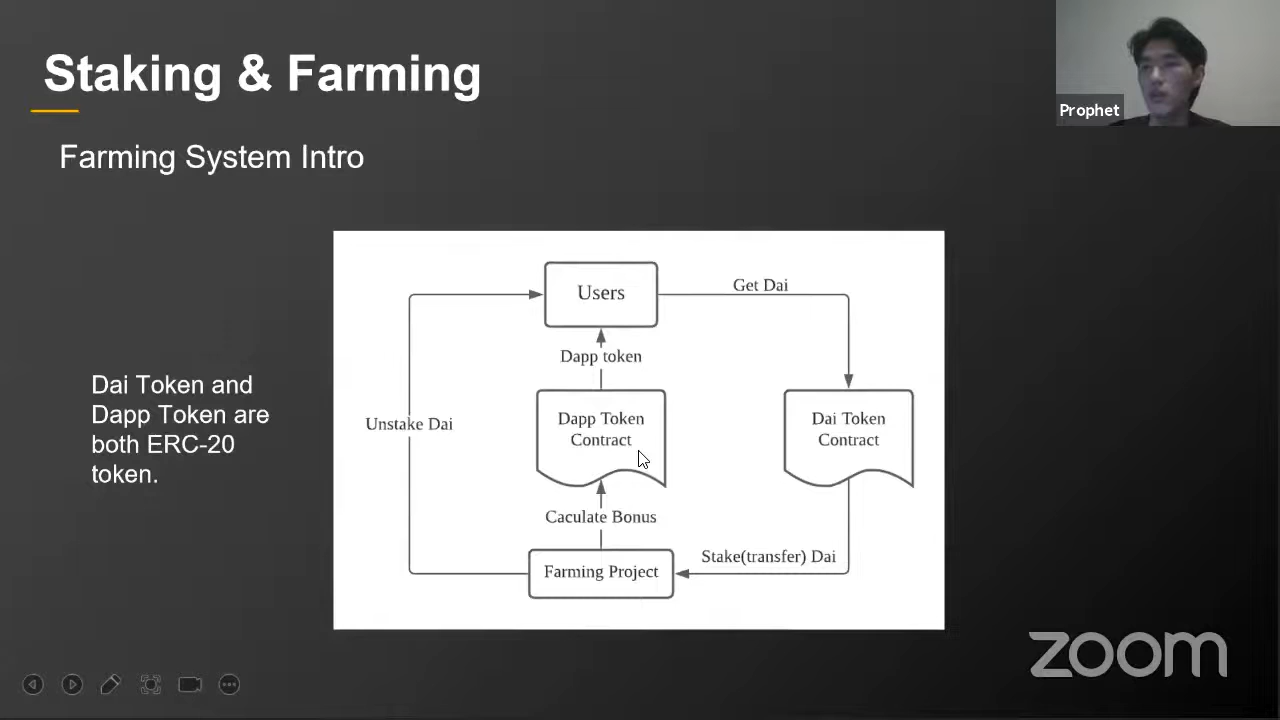 Staking & Farming
Prophet
Farming System Intro
Users
Get Dai
Dapp token
Dai Token and
Dapp Token are
both ERC-20
token.
Unstake Dai
Dapp Token
Contract
Dai Token
Contract
Caculate Bonus
Stake(transfer) Dai
Farming Project
zoom